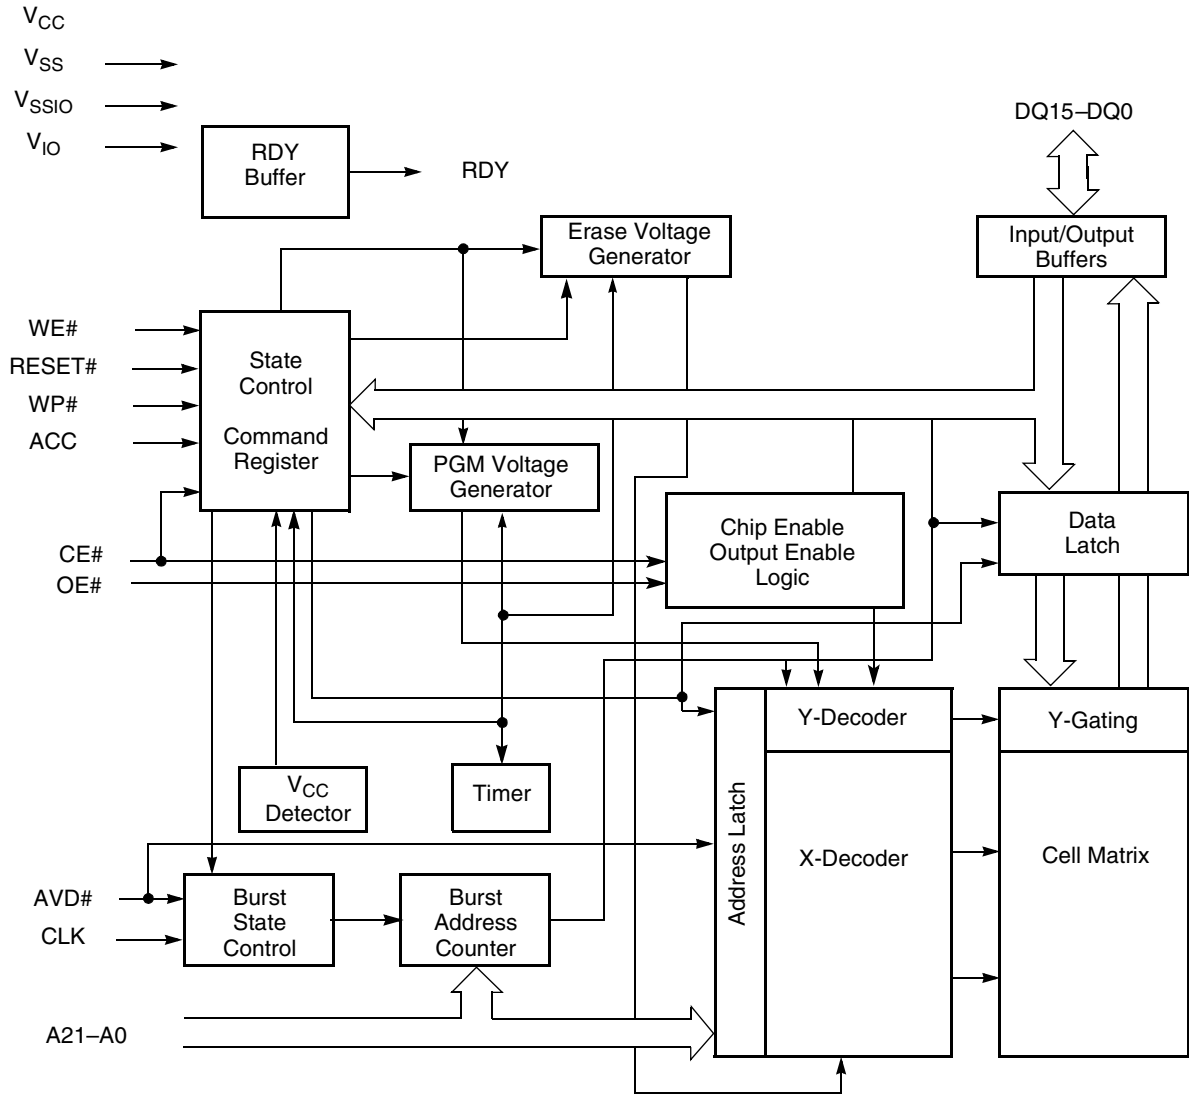 VCC
VSS
VSSIO
VIO
DQ15–DQ0
RDY
Buffer
RDY
Erase Voltage
Generator
Input/Output
Buffers
WE#
RESET#
WP#
ACC
State
Control
Command
Register
PGM Voltage
Generator
Chip Enable
Output Enable
Logic
Data
Latch
CE#
OE#
Y-Decoder
Y-Gating
VCC
Detector
Timer
Address Latch
X-Decoder
Cell Matrix
AVD#
CLK
Burst
State
Control
Burst
Address
Counter
A21–A0